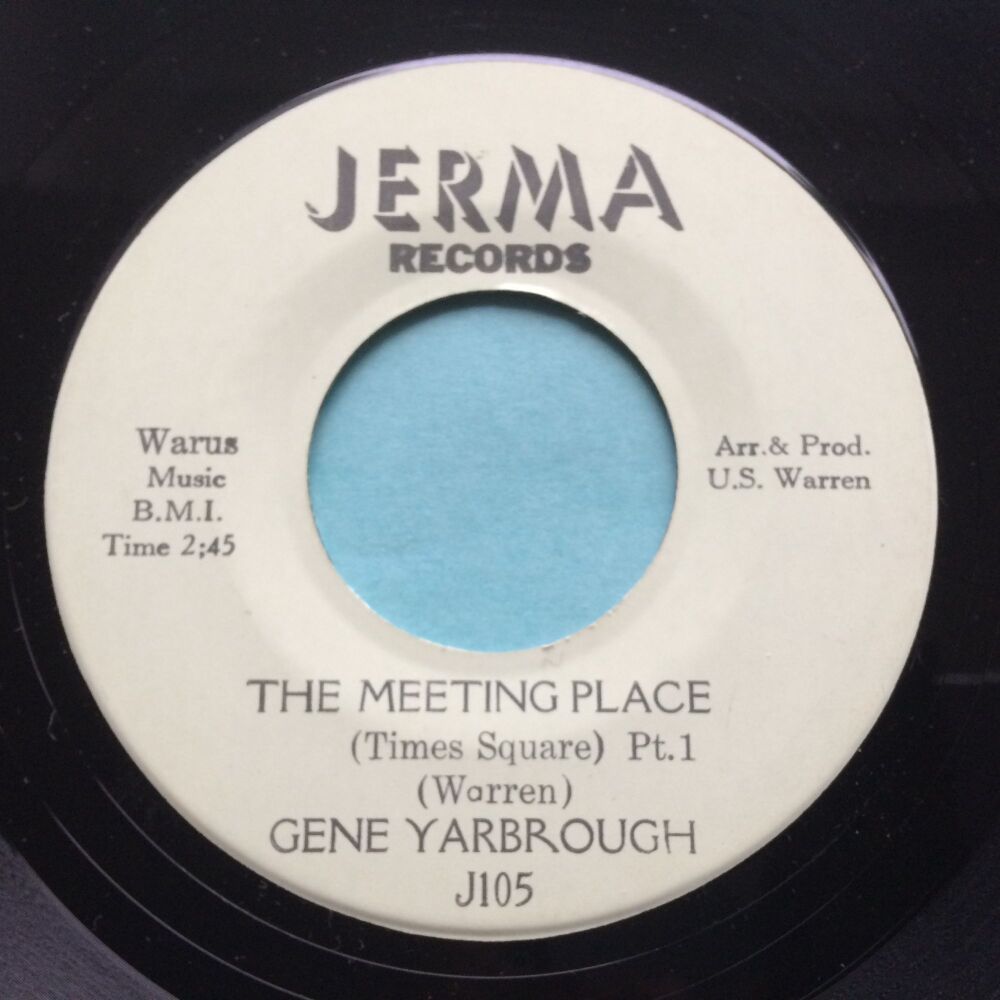 JERMA
RECORDS
Warus
Music
B.M.I.
Time 2;45
Arr.& Prod.
U.S. Warren
THE MEETING PLACE
(Times Square) Pt.1
(Warren)
GENE YARBROUGH
J105